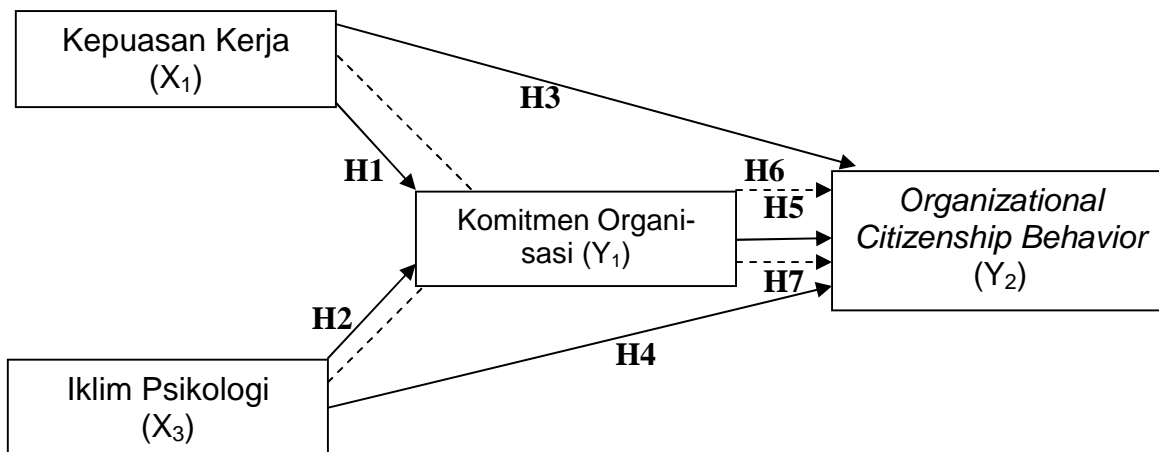 Kepuasan Kerja
(X₁)
H3
H1
H6
Komitmen Organi-
sasi (Y₁)
H5
Organizational
Citizenship Behavior
(Y₂)
H7
H2
H4
Iklim Psikologi
(X₃)